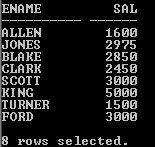 ENAME SAL
---------- ------
ALLEN 1600
JONES 2975
BLAKE 2850
CLARK 2450
SCOTT 3000
KING 5000
TURNER 1500
FORD 3000
8 rows selected.